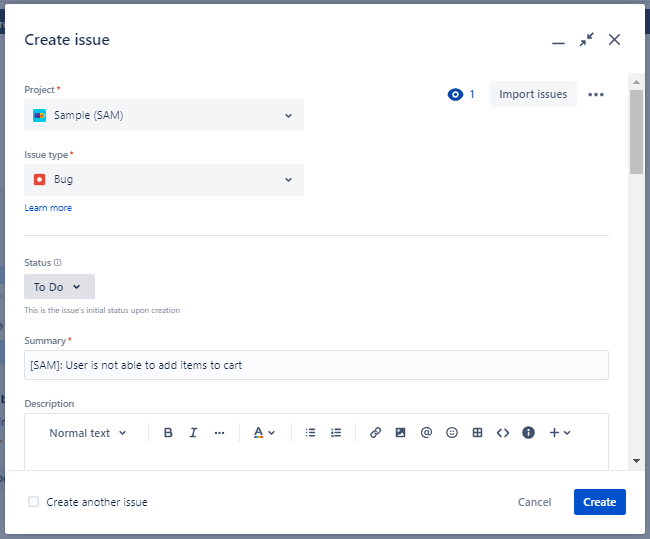 Create issue
Project *
1 Import issues
Sample (SAM)
Issue type *
Bug
Learn more
Status
To Do
This is the issue's initial status upon creation
Summary *
[SAM]: User is not able to add items to cart
Description
Normal text B I ... A @
Create another issue
Cancel Create